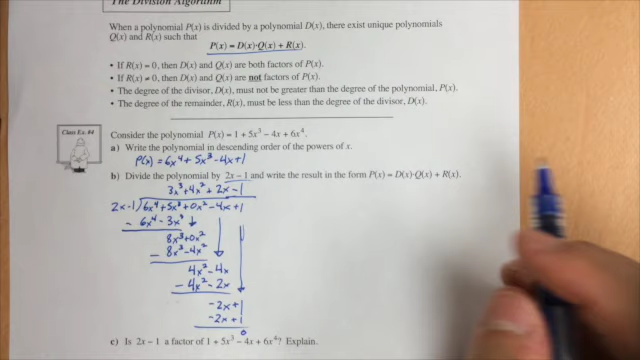 The Division Algorithm
When a polynomial P(x) is divided by a polynomial D(x), there exist unique polynomials
Q(x) and R(x) such that
P(x) = D(x)·Q(x) + R(x).
• If R(x) = 0, then D(x) and Q(x) are both factors of P(x).
• If R(x) ≠ 0, then D(x) and Q(x) are not factors of P(x).
• The degree of the divisor, D(x), must not be greater than the degree of the polynomial, P(x).
• The degree of the remainder, R(x), must be less than the degree of the divisor, D(x).
Class Ex. #4
Consider the polynomial P(x) = 1 + 5x³ − 4x + 6x⁴.
a) Write the polynomial in descending order of the powers of x.
P(x) = 6x⁴ + 5x³ - 4x + 1
b) Divide the polynomial by 2x − 1 and write the result in the form P(x) = D(x)·Q(x) + R(x).
3x³ + 4x² + 2x - 1
2x-1) 6x⁴ + 5x³ + 0x² - 4x + 1
- 6x⁴ - 3x³
8x³ + 0x²
- 8x³ - 4x²
4x² - 4x
- 4x² - 2x
-2x + 1
-2x + 1
0
c) Is 2x − 1 a factor of 1 + 5x³ − 4x + 6x⁴? Explain.